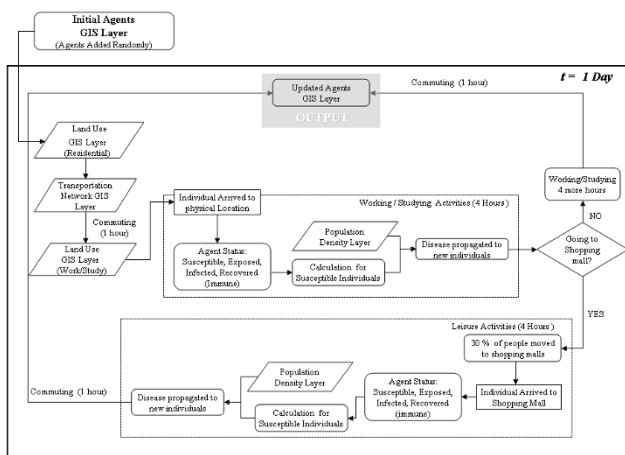 Initial Agents
GIS Layer
(Agents Added Randomly)
t = 1 Day
Commuting (1 hour)
Updated Agents
GIS Layer
OUTPUT
Land Use
GIS Layer
(Residential)
Transportation
Network GIS
Layer
Commuting
(1 hour)
Land Use
GIS Layer
(Work/Study)
Individual Arrived to
physical Location
Working / Studying Activities (4 Hours)
Population
Density Layer
Agent Status:
Susceptible, Exposed,
Infected, Recovered
(Immune)
Calculation for
Susceptible Individuals
Disease propagated to
new individuals
Working/Studying
4 more hours
NO
Going to
Shopping
mall?
YES
Leisure Activities (4 Hours)
30 % of people moved
to shopping malls
Individual Arrived to
Shopping Mall
Agent Status:
Susceptible, Exposed,
Infected, Recovered
(immune)
Population
Density Layer
Calculation for
Susceptible Individuals
Disease propagated to
new individuals
Commuting (1 hour)